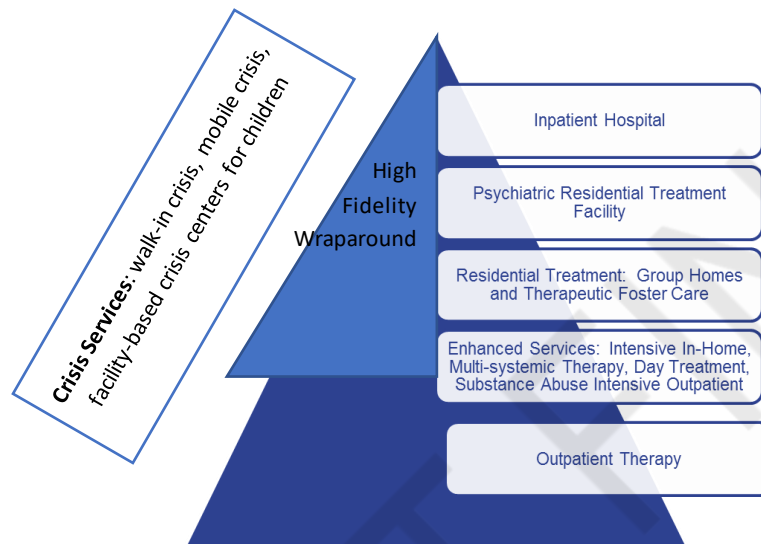 Crisis Services: walk-in crisis, mobile crisis,
facility-based crisis centers for children
High
Fidelity
Wraparound
Inpatient Hospital
Psychiatric Residential Treatment
Facility
Residential Treatment: Group Homes
and Therapeutic Foster Care
Enhanced Services: Intensive In-Home,
Multi-systemic Therapy, Day Treatment,
Substance Abuse Intensive Outpatient
Outpatient Therapy